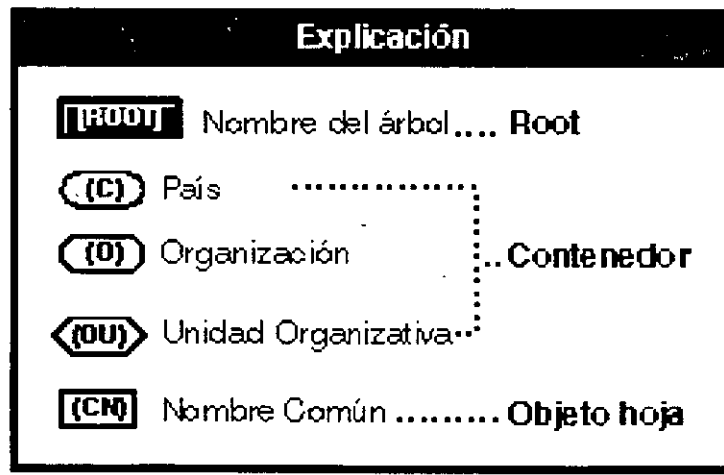 Explicación
[ROOT] Nombre del árbol.... Root
(C) País ..................
(O) Organización ..Contenedor
(OU) Unidad Organizativa...
(CN) Nombre Común ......... Objeto hoja